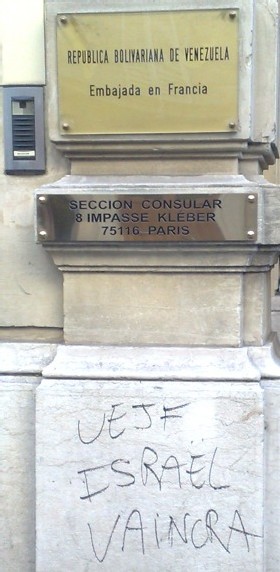 REPUBLICA BOLIVARIANA DE VENEZUELA
Embajada en Francia
SECCION CONSULAR
8 IMPASSE KLEBER
75116 PARIS
UEJF
ISRAËL
VAINCRA